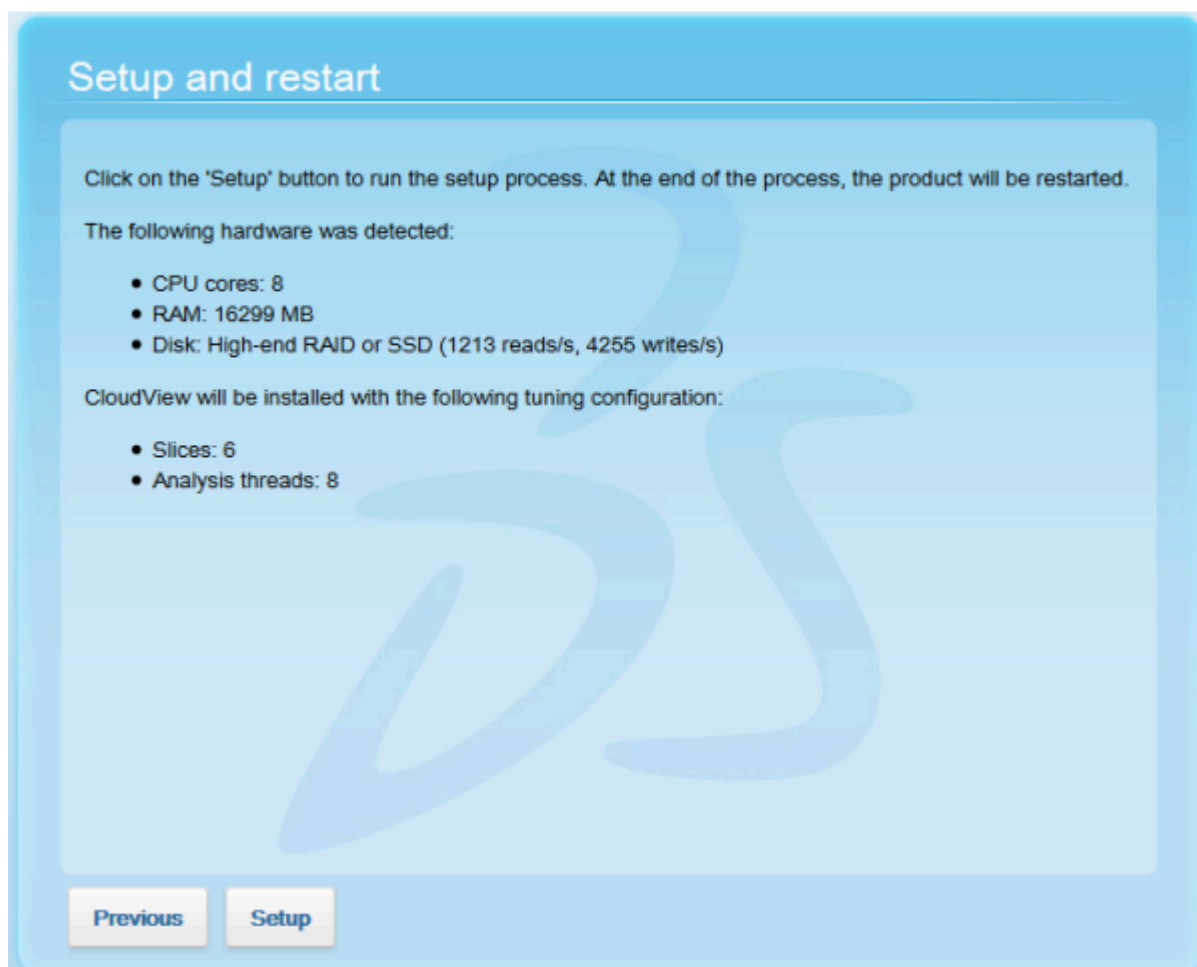 Setup and restart
Click on the 'Setup' button to run the setup process. At the end of the process, the product will be restarted.
The following hardware was detected:
• CPU cores: 8
• RAM: 16299 MB
• Disk: High-end RAID or SSD (1213 reads/s, 4255 writes/s)
CloudView will be installed with the following tuning configuration:
• Slices: 6
• Analysis threads: 8
Previous
Setup